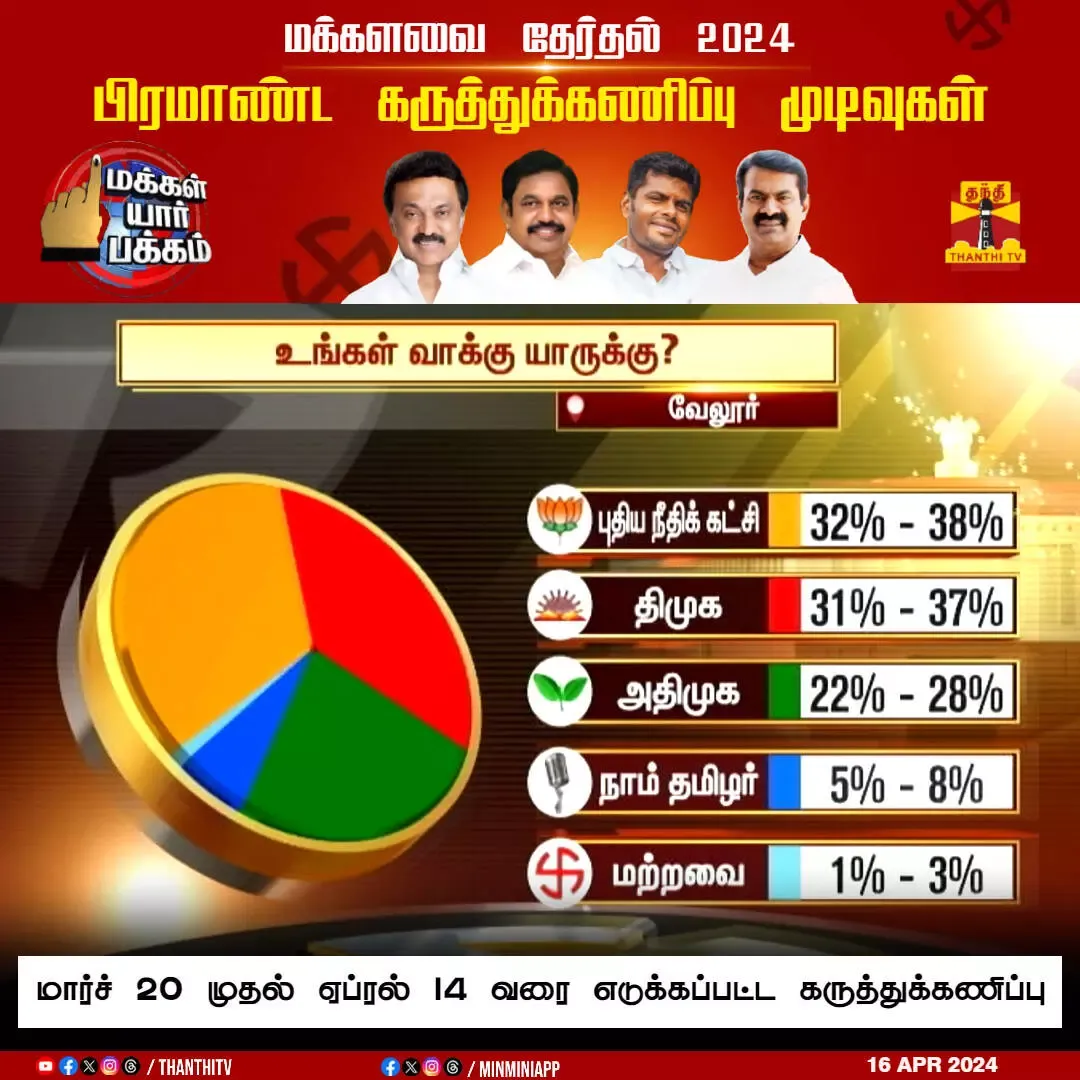 மக்களவை தேர்தல் 2024
பிரமாண்ட கருத்துக்கணிப்பு முடிவுகள்
மக்கள்
யார்
பக்கம்
தந்தி
THANTHI TV
உங்கள் வாக்கு யாருக்கு?
வேலூர்
புதிய நீதிக் கட்சி 32% - 38%
திமுக 31% - 37%
அதிமுக 22% - 28%
நாம் தமிழர் 5% - 8%
மற்றவை 1% - 3%
மார்ச் 20 முதல் ஏப்ரல் 14 வரை எடுக்கப்பட்ட கருத்துக்கணிப்பு
/ THANTHITV
/ MINMINIAPP
16 APR 2024